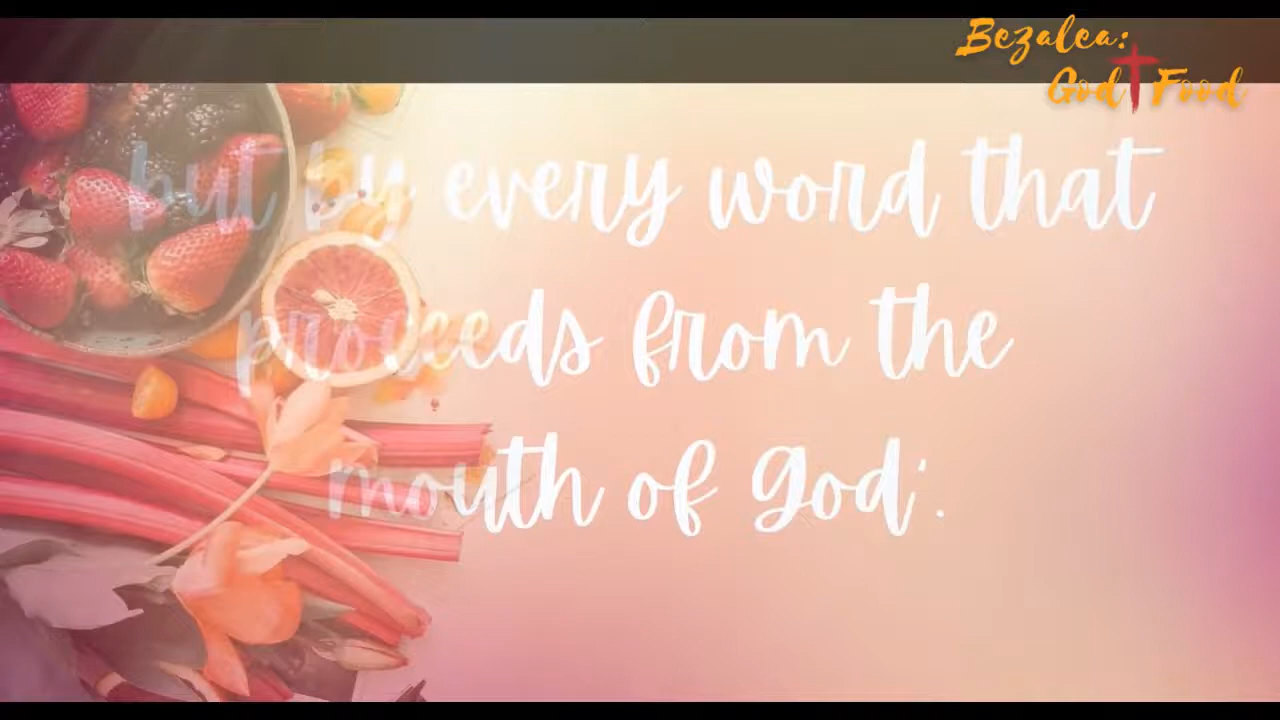 Bezalea:
God Food
but by every word that
proceeds from the
mouth of God'.